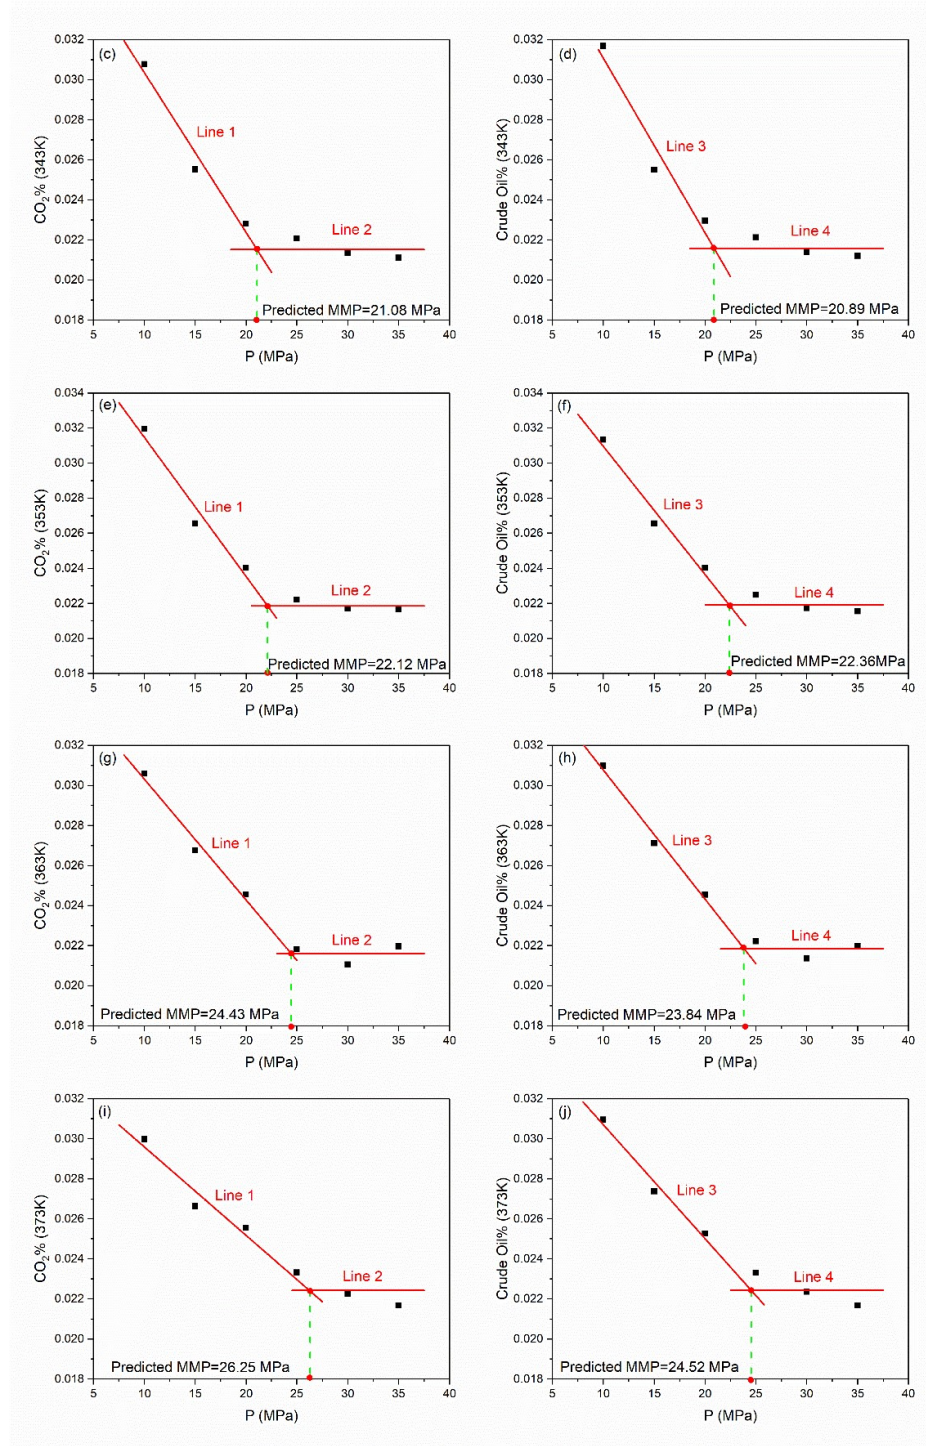 (c)
0.032
0.030
0.028
0.026
0.024
0.022
0.020
0.018
CO₂% (343K)
Line 1
Line 2
Predicted MMP=21.08 MPa
5 10 15 20 25 30 35 40
P (MPa)
(d)
0.032
0.030
0.028
0.026
0.024
0.022
0.020
0.018
Crude Oil% (343K)
Line 3
Line 4
Predicted MMP=20.89 MPa
5 10 15 20 25 30 35 40
P (MPa)
(e)
0.034
0.032
0.030
0.028
0.026
0.024
0.022
0.020
0.018
CO₂% (353K)
Line 1
Line 2
Predicted MMP=22.12 MPa
5 10 15 20 25 30 35 40
P (MPa)
(f)
0.034
0.032
0.030
0.028
0.026
0.024
0.022
0.020
0.018
Crude Oil% (353K)
Line 3
Line 4
Predicted MMP=22.36MPa
5 10 15 20 25 30 35 40
P (MPa)
(g)
0.032
0.030
0.028
0.026
0.024
0.022
0.020
0.018
CO₂% (363K)
Line 1
Line 2
Predicted MMP=24.43 MPa
5 10 15 20 25 30 35 40
P (MPa)
(h)
0.032
0.030
0.028
0.026
0.024
0.022
0.020
0.018
Crude Oil% (363K)
Line 3
Line 4
Predicted MMP=23.84 MPa
5 10 15 20 25 30 35 40
P (MPa)
(i)
0.032
0.030
0.028
0.026
0.024
0.022
0.020
0.018
CO₂% (373K)
Line 1
Line 2
Predicted MMP=26.25 MPa
5 10 15 20 25 30 35 40
P (MPa)
(j)
0.032
0.030
0.028
0.026
0.024
0.022
0.020
0.018
Crude Oil% (373K)
Line 3
Line 4
Predicted MMP=24.52 MPa
5 10 15 20 25 30 35 40
P (MPa)